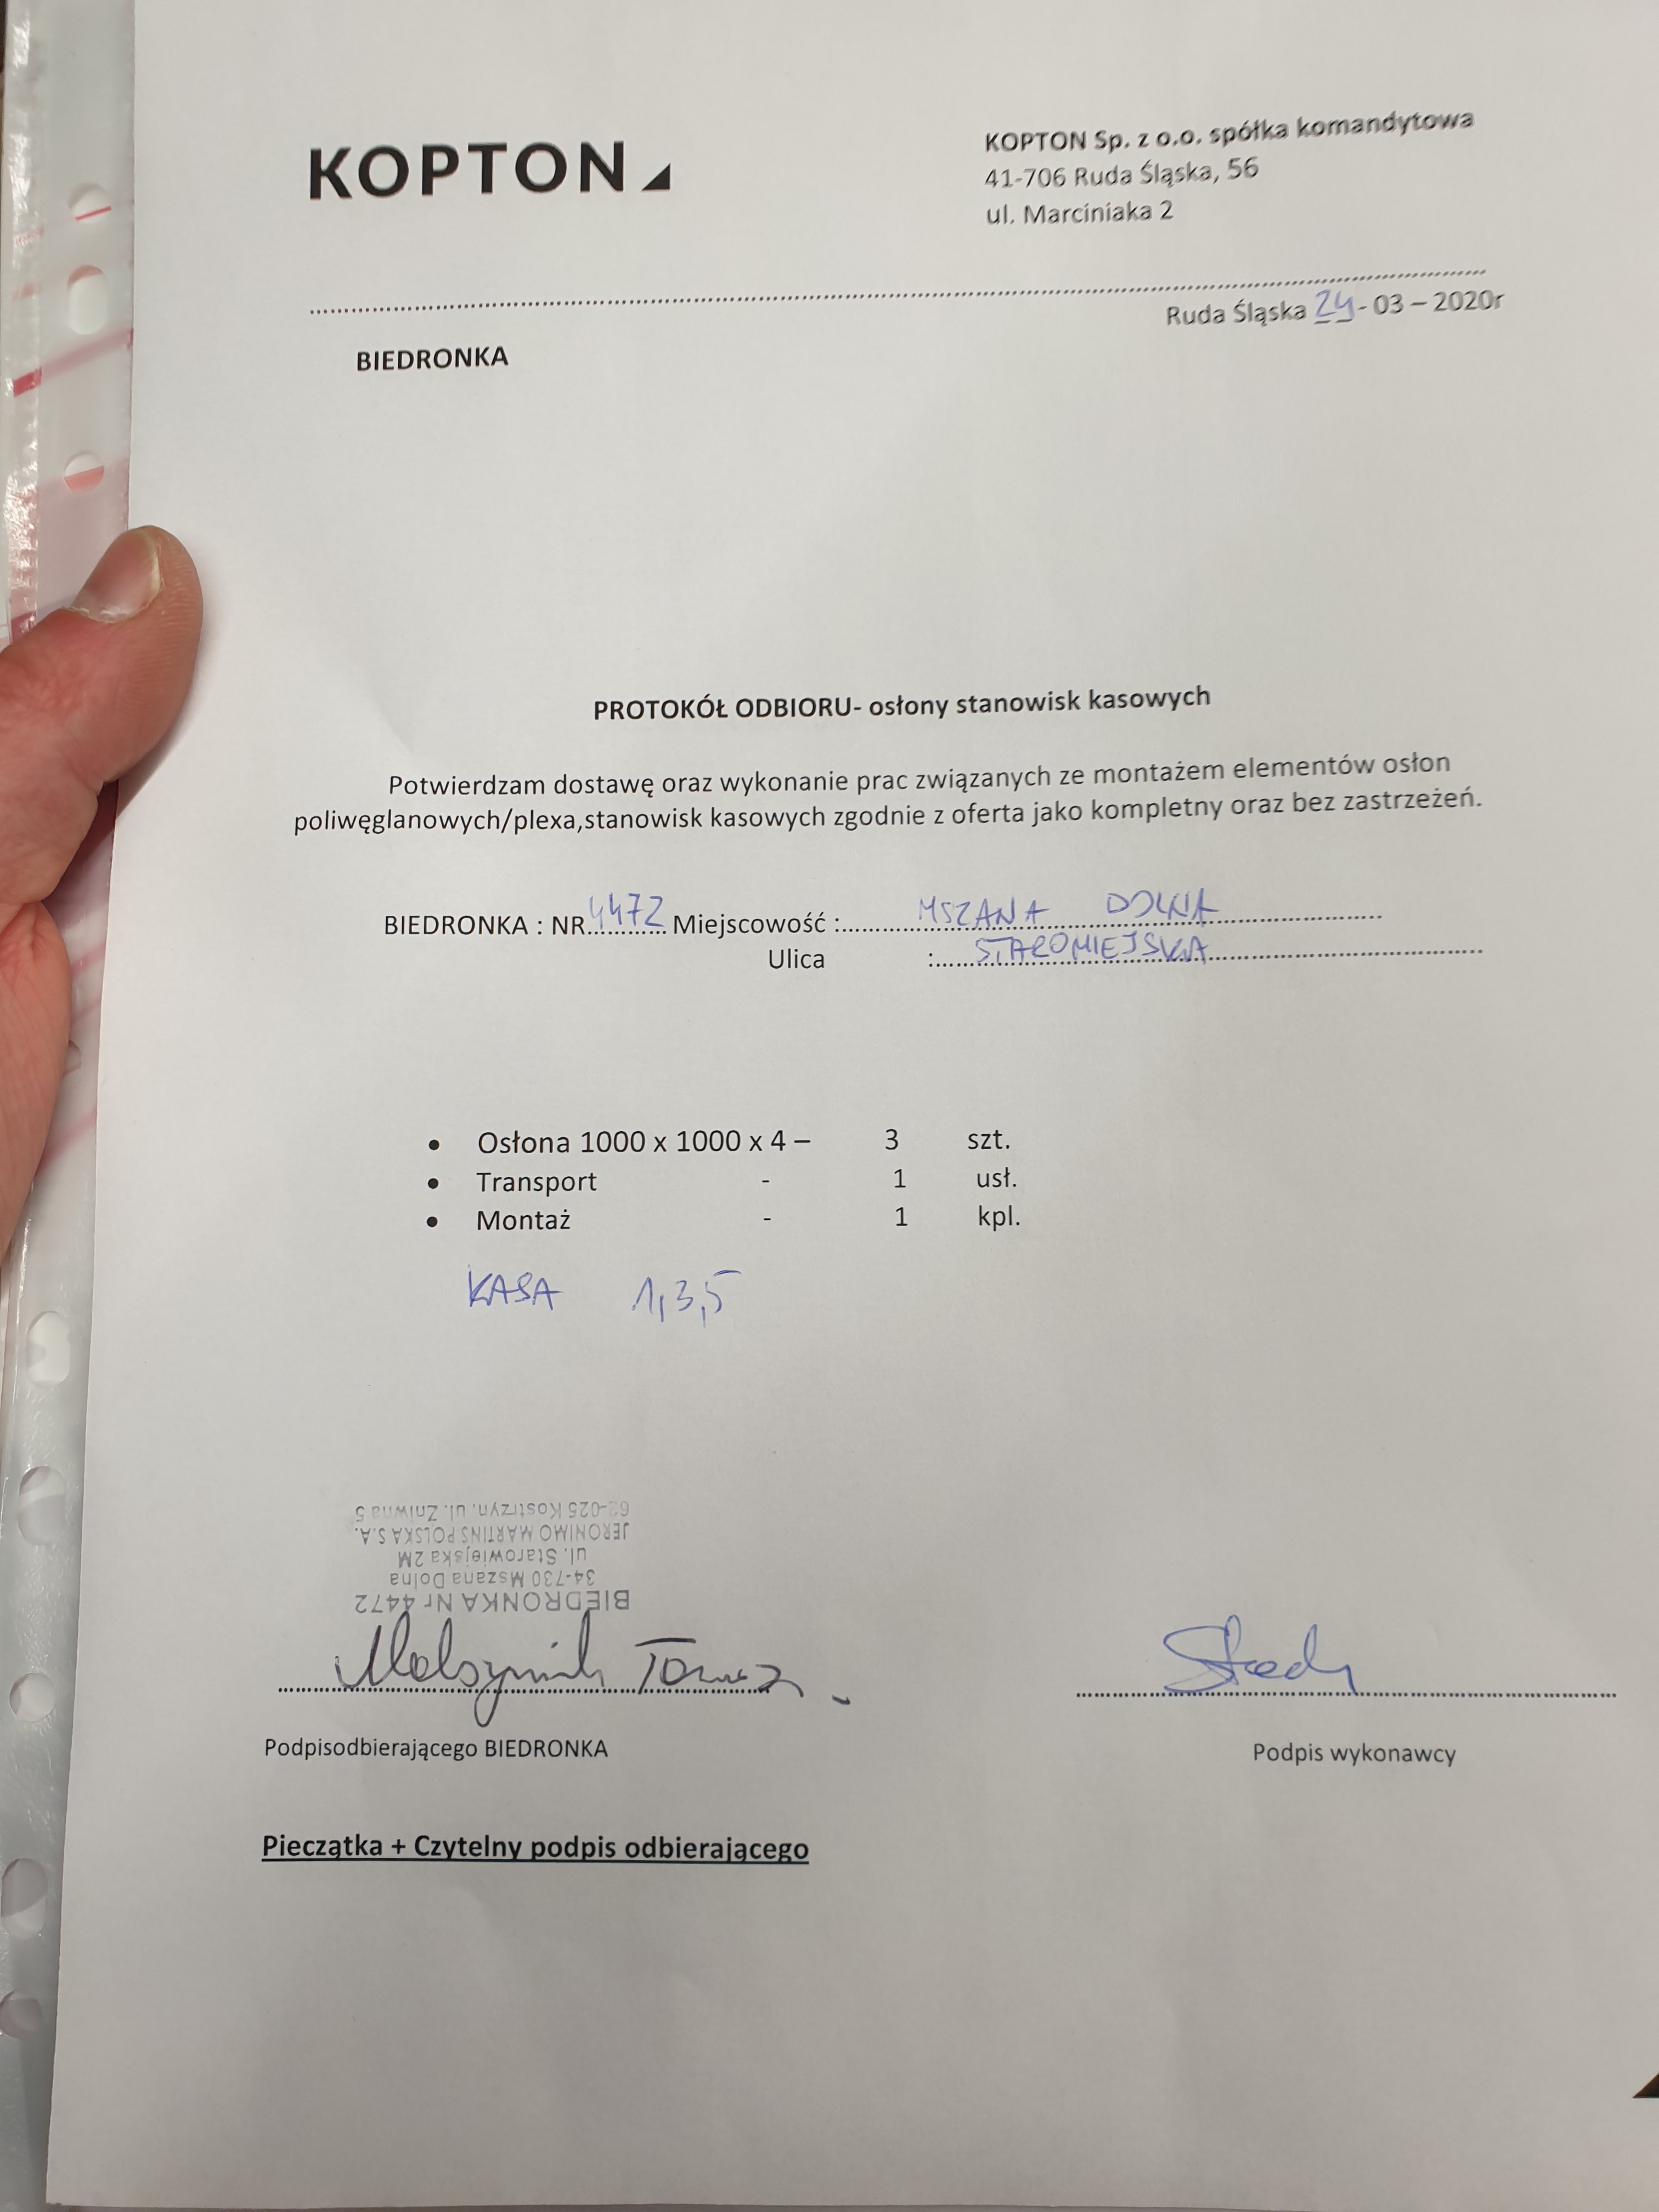 KOPTON
KOPTON Sp. z o.o. spółka komandytowa
41-706 Ruda Śląska, 56
ul. Marciniaka 2
Ruda Śląska 24 - 03 – 2020r
BIEDRONKA
PROTOKÓŁ ODBIORU- osłony stanowisk kasowych
Potwierdzam dostawę oraz wykonanie prac związanych ze montażem elementów osłon
poliwęglanowych/plexa,stanowisk kasowych zgodnie z oferta jako kompletny oraz bez zastrzeżeń.
BIEDRONKA : NR 4472 Miejscowość : MSZANA DOLNA
Ulica : STAROMIEJSKA
• Osłona 1000 x 1000 x 4 – 3 szt.
• Transport - 1 usł.
• Montaż - 1 kpl.
KASA 1,3,5
BIEDRONKA Nr 4472
34-730 Mszana Dolna
ul. Starowiejska 2M
JERONIMO MARTINS POLSKA S.A.
62-025 Kostrzyn, ul. Żniwna 5
Podpisodbierającego BIEDRONKA
Podpis wykonawcy
Pieczątka + Czytelny podpis odbierającego